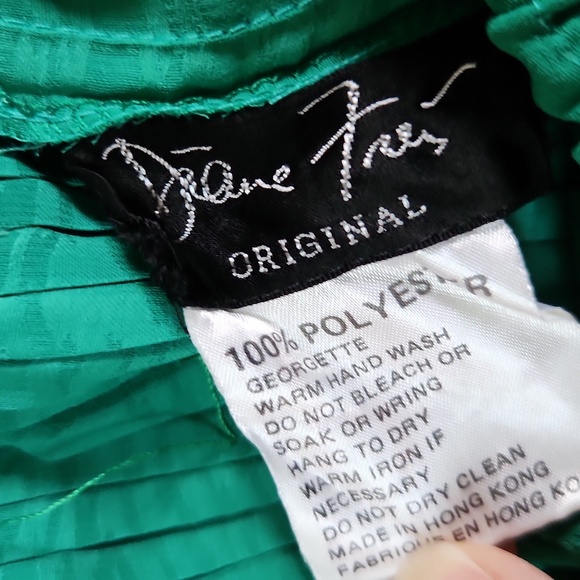 Diane Freis
ORIGINAL
100% POLYESTER
GEORGETTE
WARM HAND WASH
DO NOT BLEACH OR
SOAK OR WRING
HANG TO DRY
WARM IRON IF
NECESSARY
DO NOT DRY CLEAN
MADE IN HONG KONG
FABRIQUE EN HONG KO